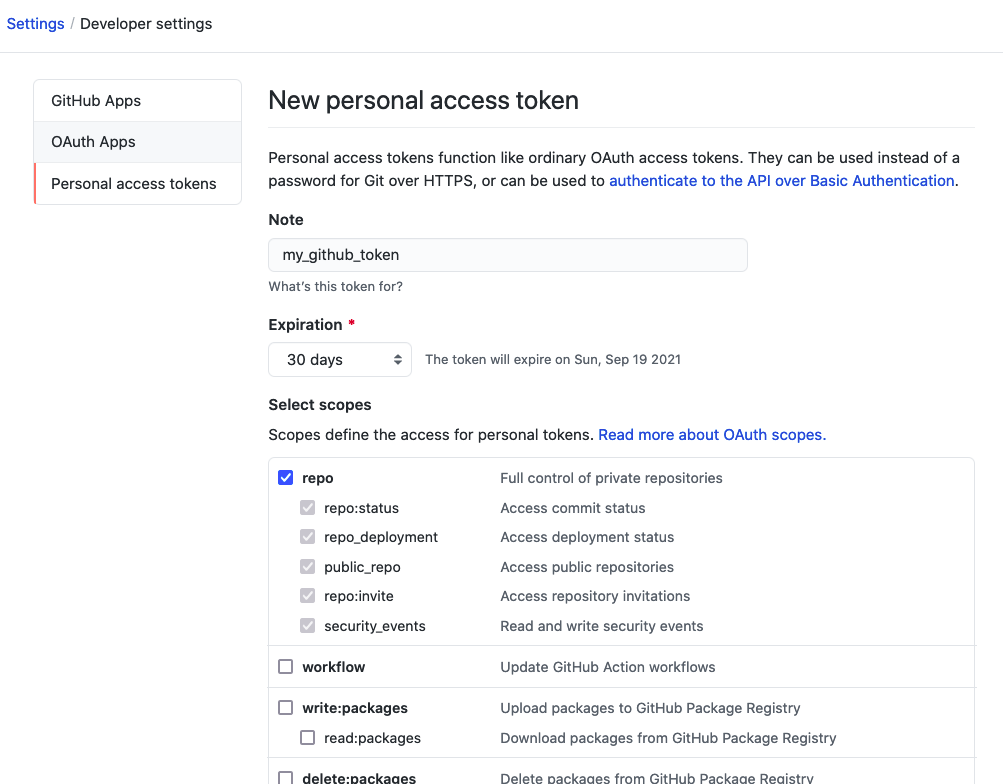 Settings / Developer settings
GitHub Apps
OAuth Apps
Personal access tokens
New personal access token
Personal access tokens function like ordinary OAuth access tokens. They can be used instead of a
password for Git over HTTPS, or can be used to authenticate to the API over Basic Authentication.
Note
my_github_token
What's this token for?
Expiration *
30 days The token will expire on Sun, Sep 19 2021
Select scopes
Scopes define the access for personal tokens. Read more about OAuth scopes.
repo Full control of private repositories
repo:status Access commit status
repo_deployment Access deployment status
public_repo Access public repositories
repo:invite Access repository invitations
security_events Read and write security events
workflow Update GitHub Action workflows
write:packages Upload packages to GitHub Package Registry
read:packages Download packages from GitHub Package Registry
delete:packages Delete packages from GitHub Package Registry